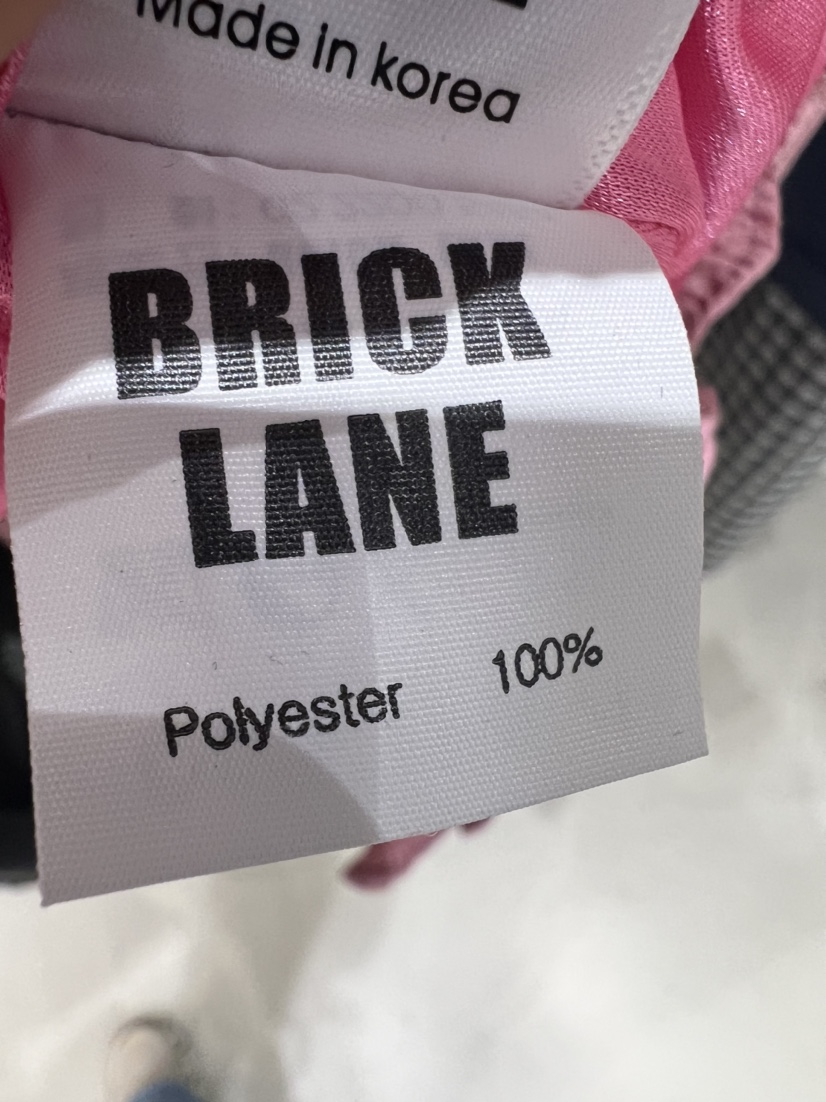 Made in korea
BRICK
LANE
Polyester 100%